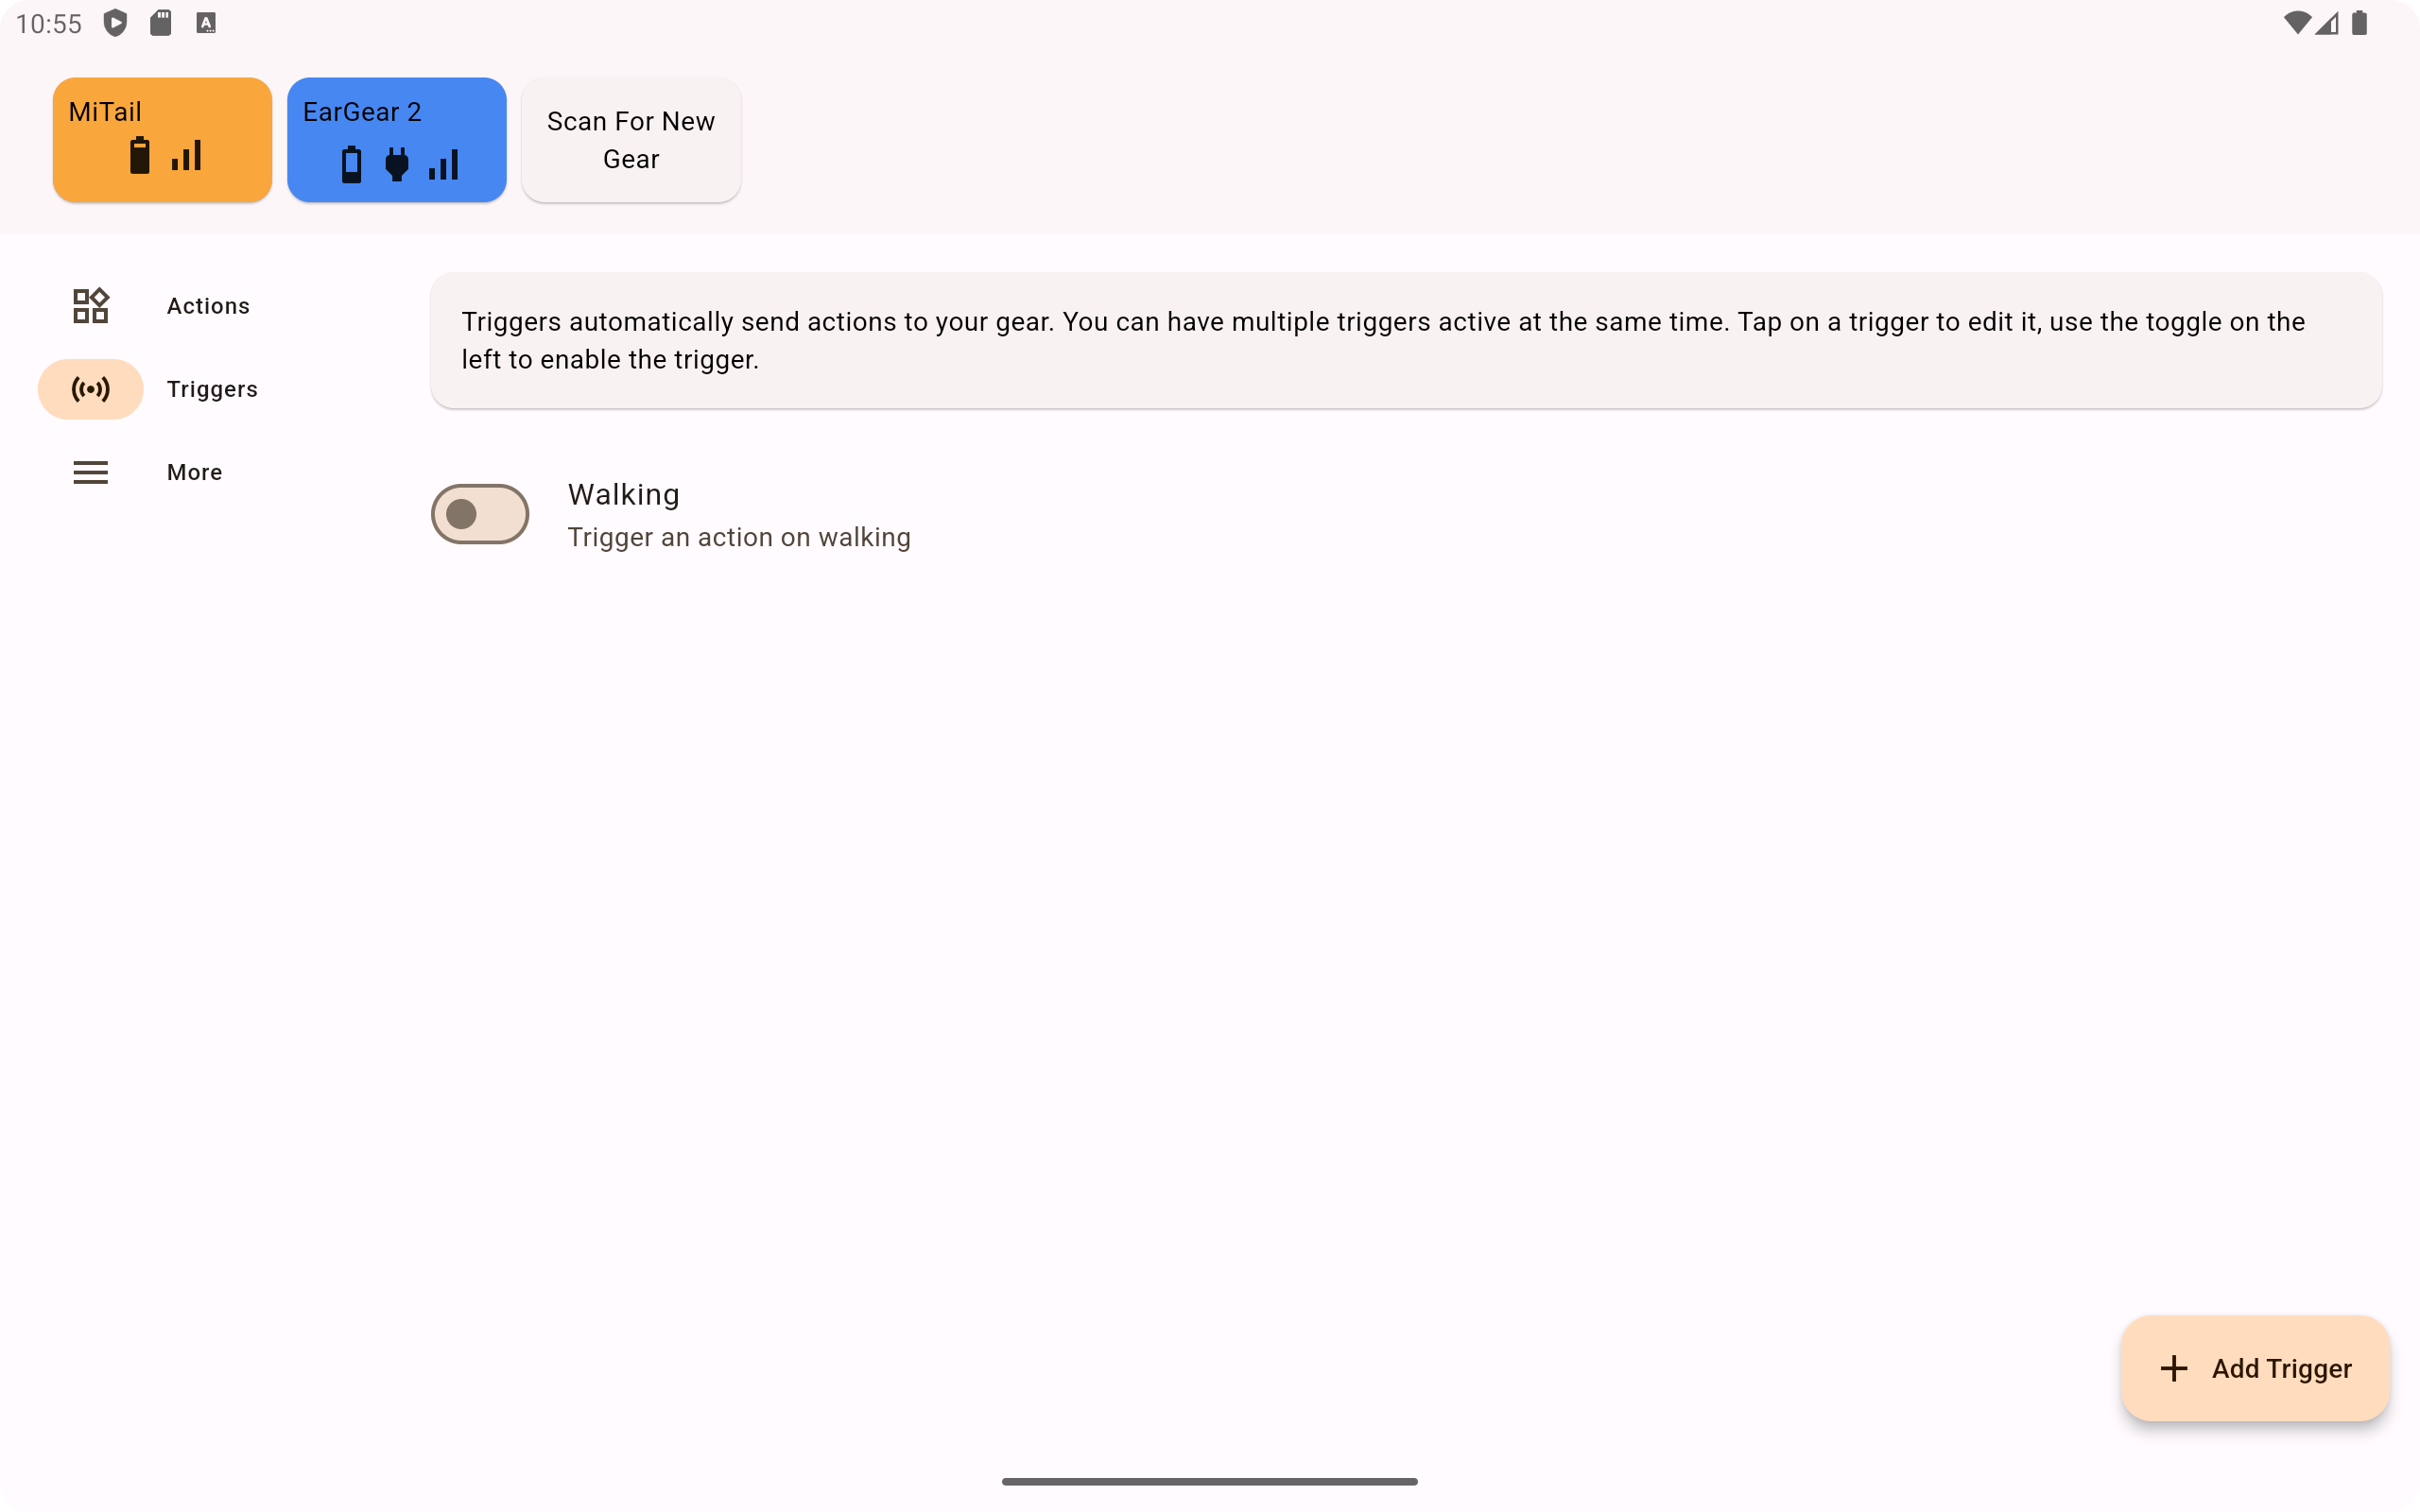 10:55
MiTail
EarGear 2
Scan For New
Gear
Actions
Triggers
More
Triggers automatically send actions to your gear. You can have multiple triggers active at the same time. Tap on a trigger to edit it, use the toggle on the
left to enable the trigger.
Walking
Trigger an action on walking
Add Trigger